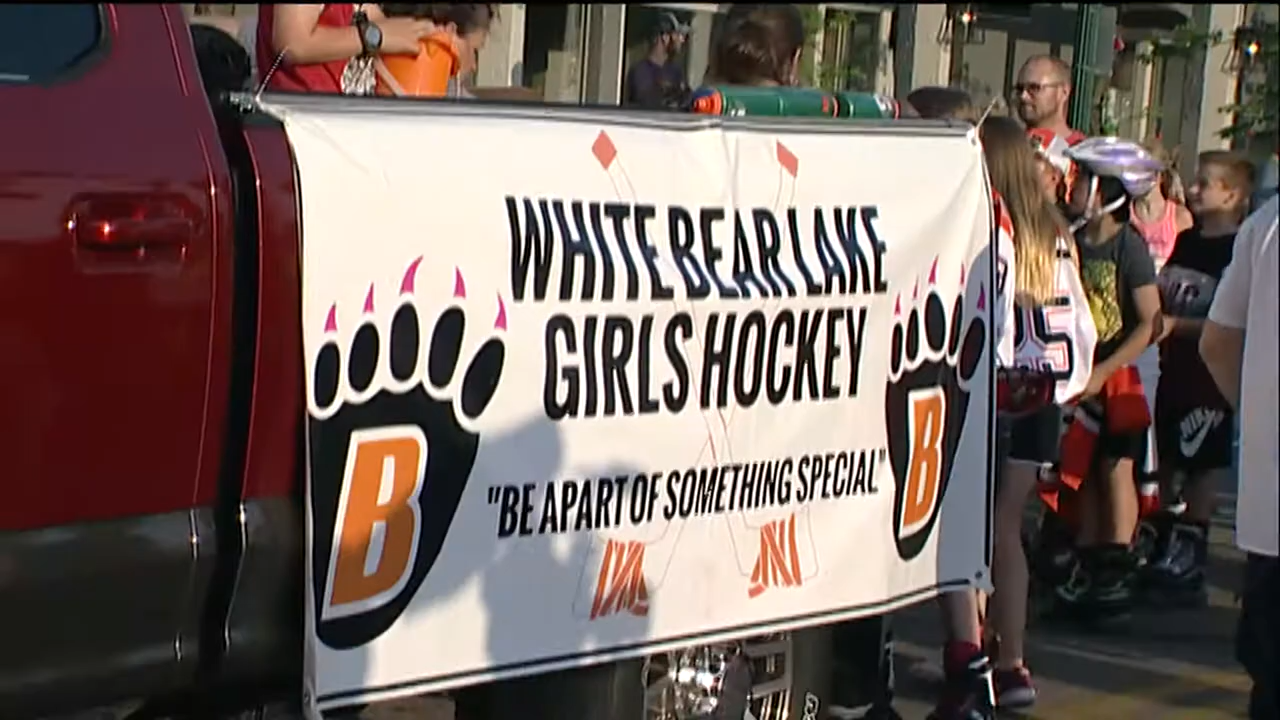 WHITE BEAR LAKE
GIRLS HOCKEY
"BE APART OF SOMETHING SPECIAL"
B
B